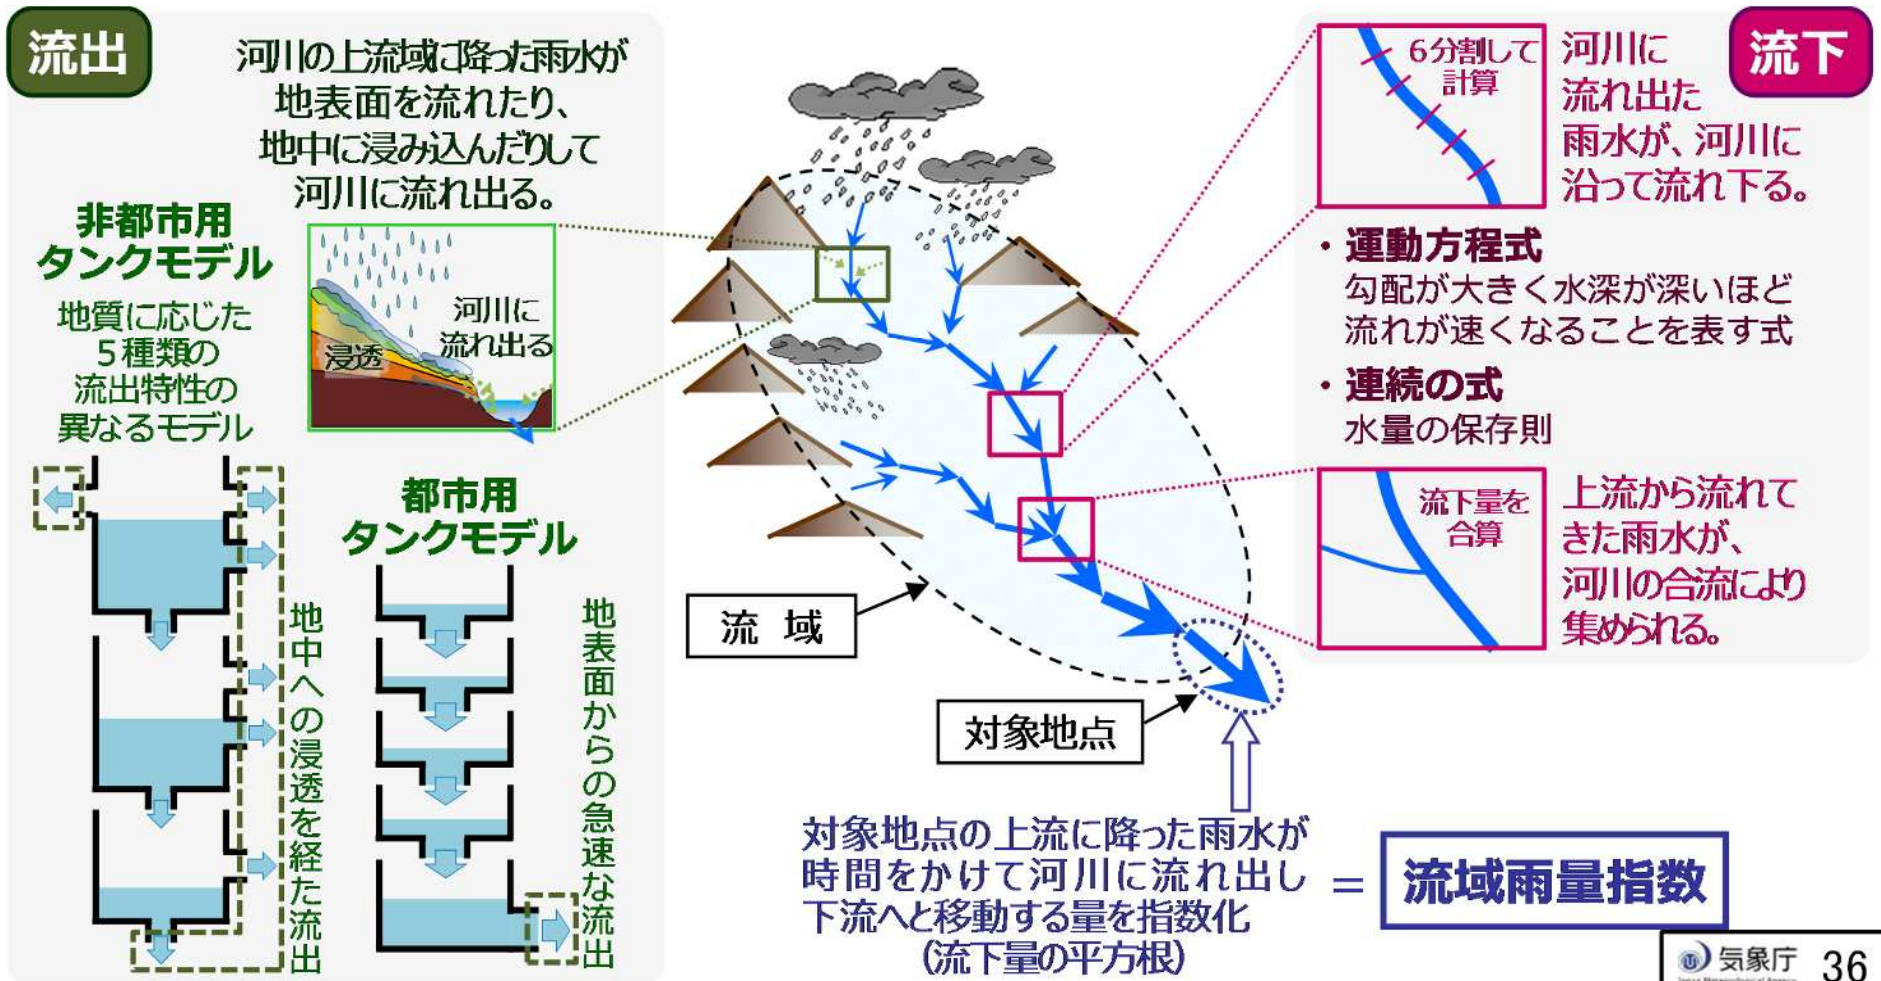 流出
河川の上流域に降った雨水が
地表面を流れたり、
地中に浸み込んだりして
河川に流れ出る。
非都市用
タンクモデル
地質に応じた
5種類の
流出特性の
異なるモデル
河川に
流れ出る
浸透
地中への浸透を経た流出
都市用
タンクモデル
地表面からの急速な流出
流 域
対象地点
対象地点の上流に降った雨水が
時間をかけて河川に流れ出し
下流へと移動する量を指数化
(流下量の平方根)
=
流域雨量指数
流下
6分割して
計算
河川に
流れ出た
雨水が、河川に
沿って流れ下る。
・運動方程式
勾配が大きく水深が深いほど
流れが速くなることを表す式
・連続の式
水量の保存則
流下量を
合算
上流から流れて
きた雨水が、
河川の合流により
集められる。
気象庁
Japan Meteorological Agency
36